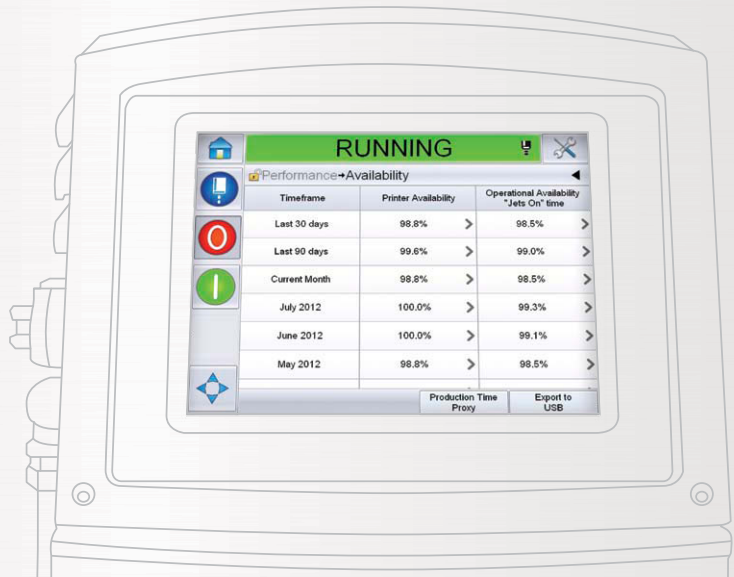 RUNNING
Performance→Availability
Timeframe
Printer Availability
Operational Availability
"Jets On" time
Last 30 days
98.8%
98.5%
Last 90 days
99.6%
99.0%
Current Month
98.8%
98.5%
July 2012
100.0%
99.3%
June 2012
100.0%
99.1%
May 2012
98.8%
98.5%
Production Time
Proxy
Export to
USB